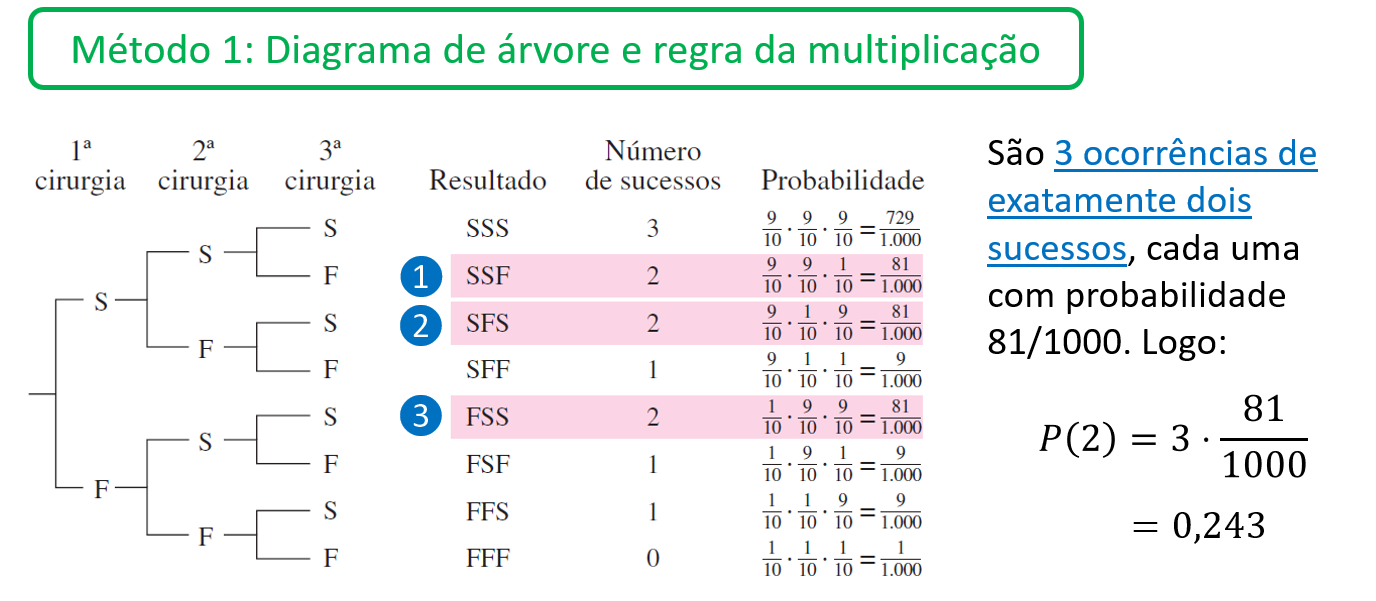 Método 1: Diagrama de árvore e regra da multiplicação
1ª cirurgia 2ª cirurgia 3ª cirurgia Resultado Número de sucessos Probabilidade
S SSS 3 9/10 · 9/10 · 9/10 = 729/1.000
S
F 1 SSF 2 9/10 · 9/10 · 1/10 = 81/1.000
S
S 2 SFS 2 9/10 · 1/10 · 9/10 = 81/1.000
F
F SFF 1 9/10 · 1/10 · 1/10 = 9/1.000
S 3 FSS 2 1/10 · 9/10 · 9/10 = 81/1.000
S
F FSF 1 1/10 · 9/10 · 1/10 = 9/1.000
F
S FFS 1 1/10 · 1/10 · 9/10 = 9/1.000
F
F FFF 0 1/10 · 1/10 · 1/10 = 1/1.000
São 3 ocorrências de
exatamente dois
sucessos, cada uma
com probabilidade
81/1000. Logo:
P(2) = 3 · 81/1000
= 0,243